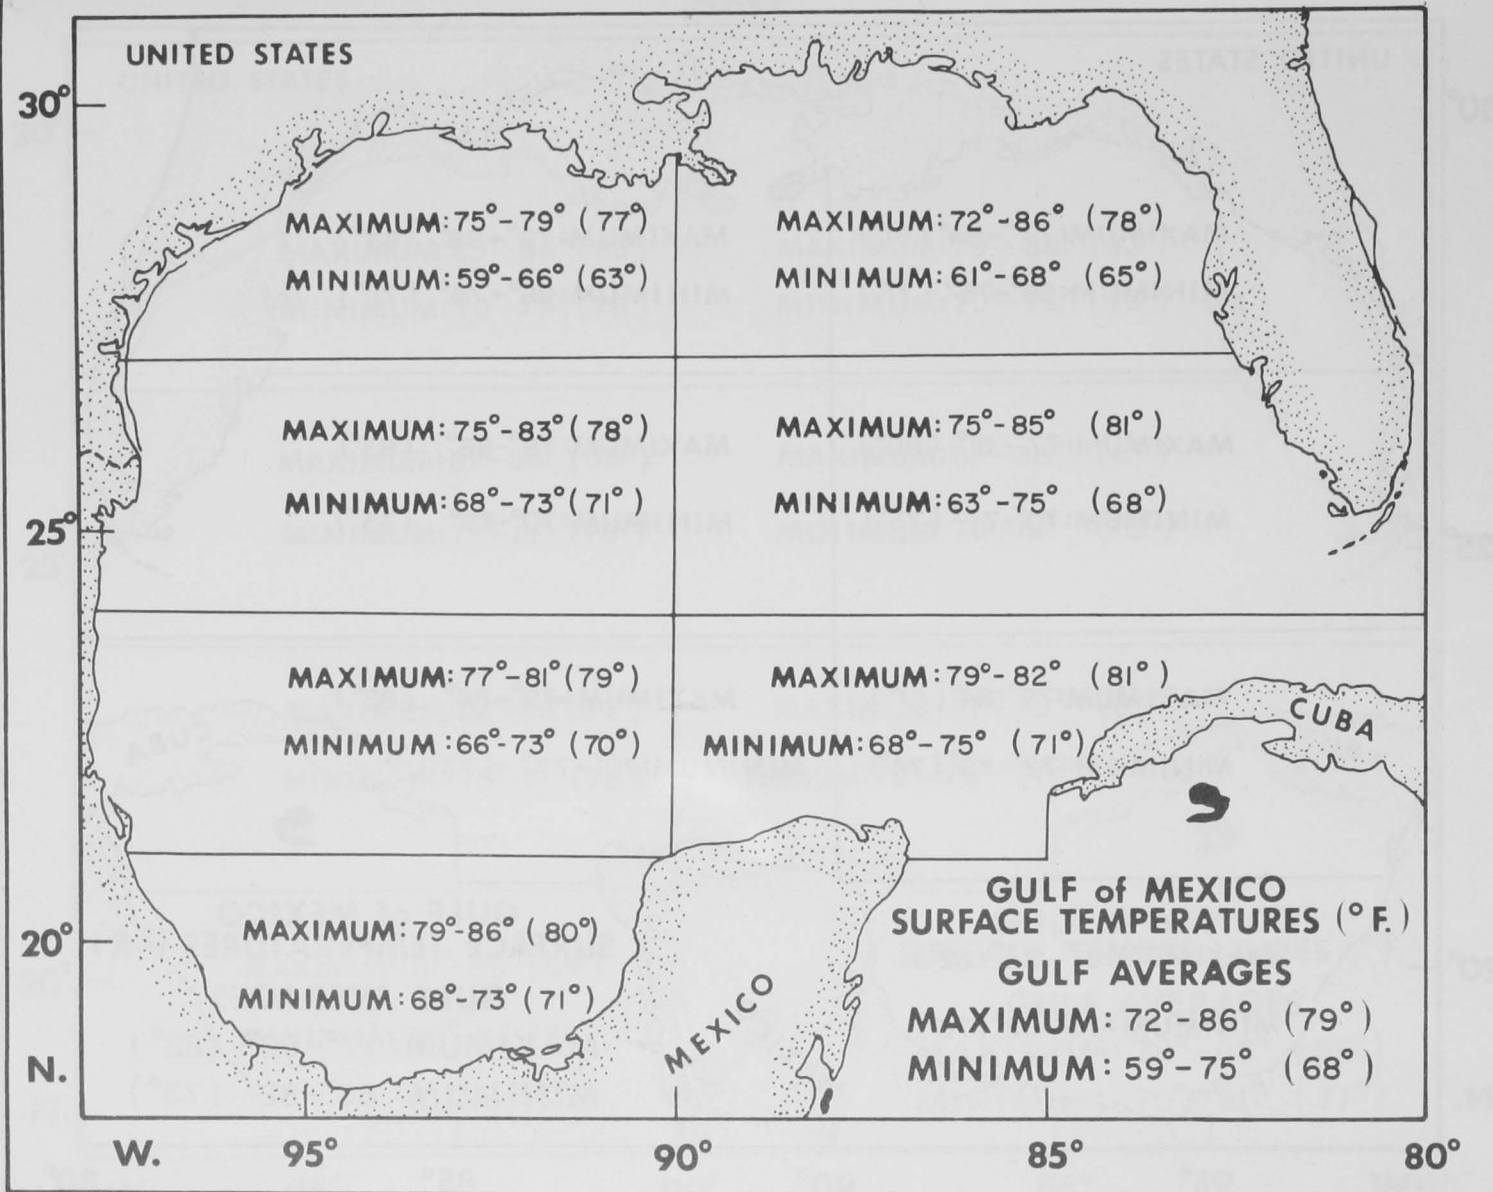 UNITED STATES
30°
MAXIMUM: 75°-79° (77°)
MINIMUM: 59°-66° (63°)
MAXIMUM: 72°-86° (78°)
MINIMUM: 61°-68° (65°)
MAXIMUM: 75°-83° (78°)
MINIMUM: 68°-73° (71°)
MAXIMUM: 75°-85° (81°)
MINIMUM: 63°-75° (68°)
25°
MAXIMUM: 77°-81° (79°)
MINIMUM: 66°-73° (70°)
MAXIMUM: 79°-82° (81°)
MINIMUM: 68°-75° (71°)
CUBA
MAXIMUM: 79°-86° (80°)
MINIMUM: 68°-73° (71°)
20°
MEXICO
GULF of MEXICO
SURFACE TEMPERATURES (°F.)
GULF AVERAGES
MAXIMUM: 72°-86° (79°)
MINIMUM: 59°-75° (68°)
N.
W. 95° 90° 85° 80°